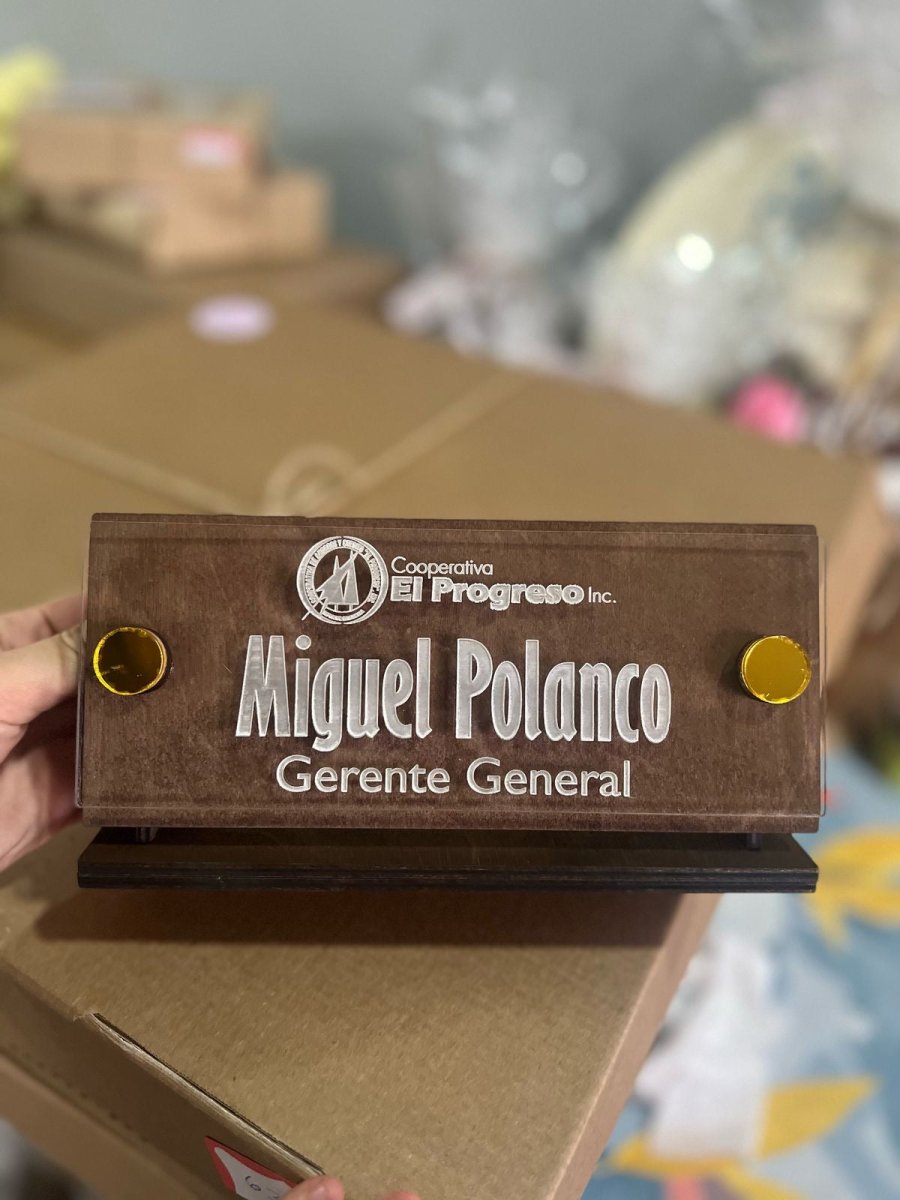 Cooperativa
El Progreso Inc.
Miguel Polanco
Gerente General